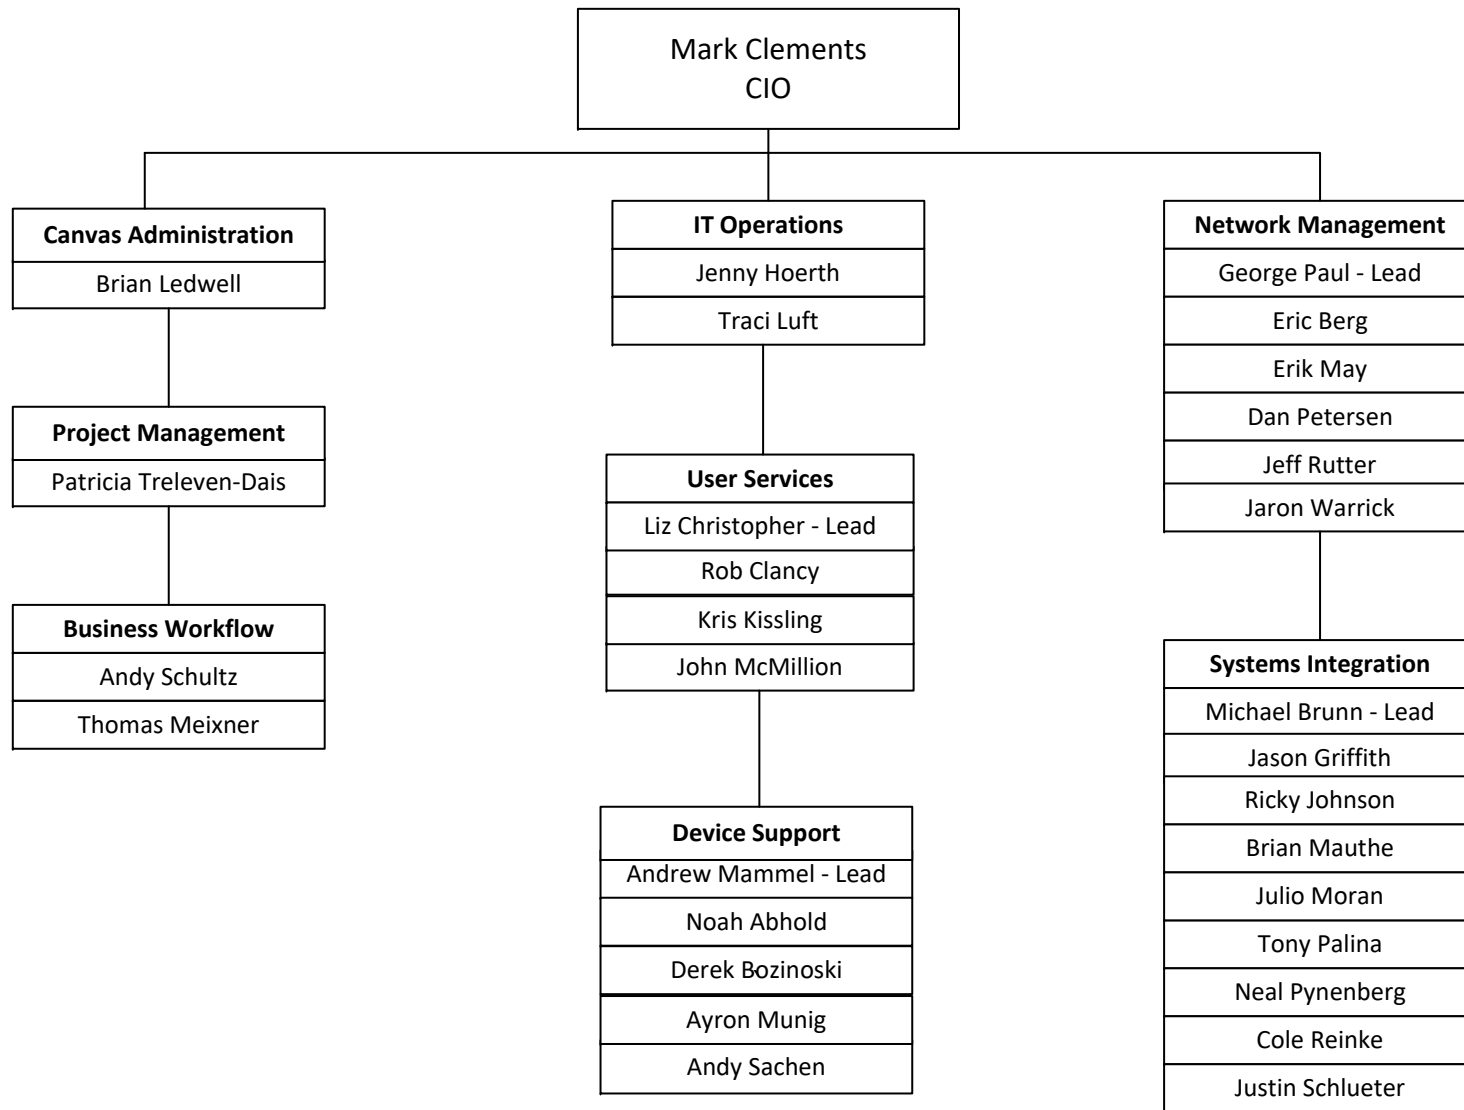 Mark Clements
CIO
Canvas Administration
Brian Ledwell
Project Management
Patricia Treleven-Dais
Business Workflow
Andy Schultz
Thomas Meixner
IT Operations
Jenny Hoerth
Traci Luft
User Services
Liz Christopher - Lead
Rob Clancy
Kris Kissling
John McMillion
Device Support
Andrew Mammel - Lead
Noah Abhold
Derek Bozinoski
Ayron Munig
Andy Sachen
Network Management
George Paul - Lead
Eric Berg
Erik May
Dan Petersen
Jeff Rutter
Jaron Warrick
Systems Integration
Michael Brunn - Lead
Jason Griffith
Ricky Johnson
Brian Mauthe
Julio Moran
Tony Palina
Neal Pynenberg
Cole Reinke
Justin Schlueter